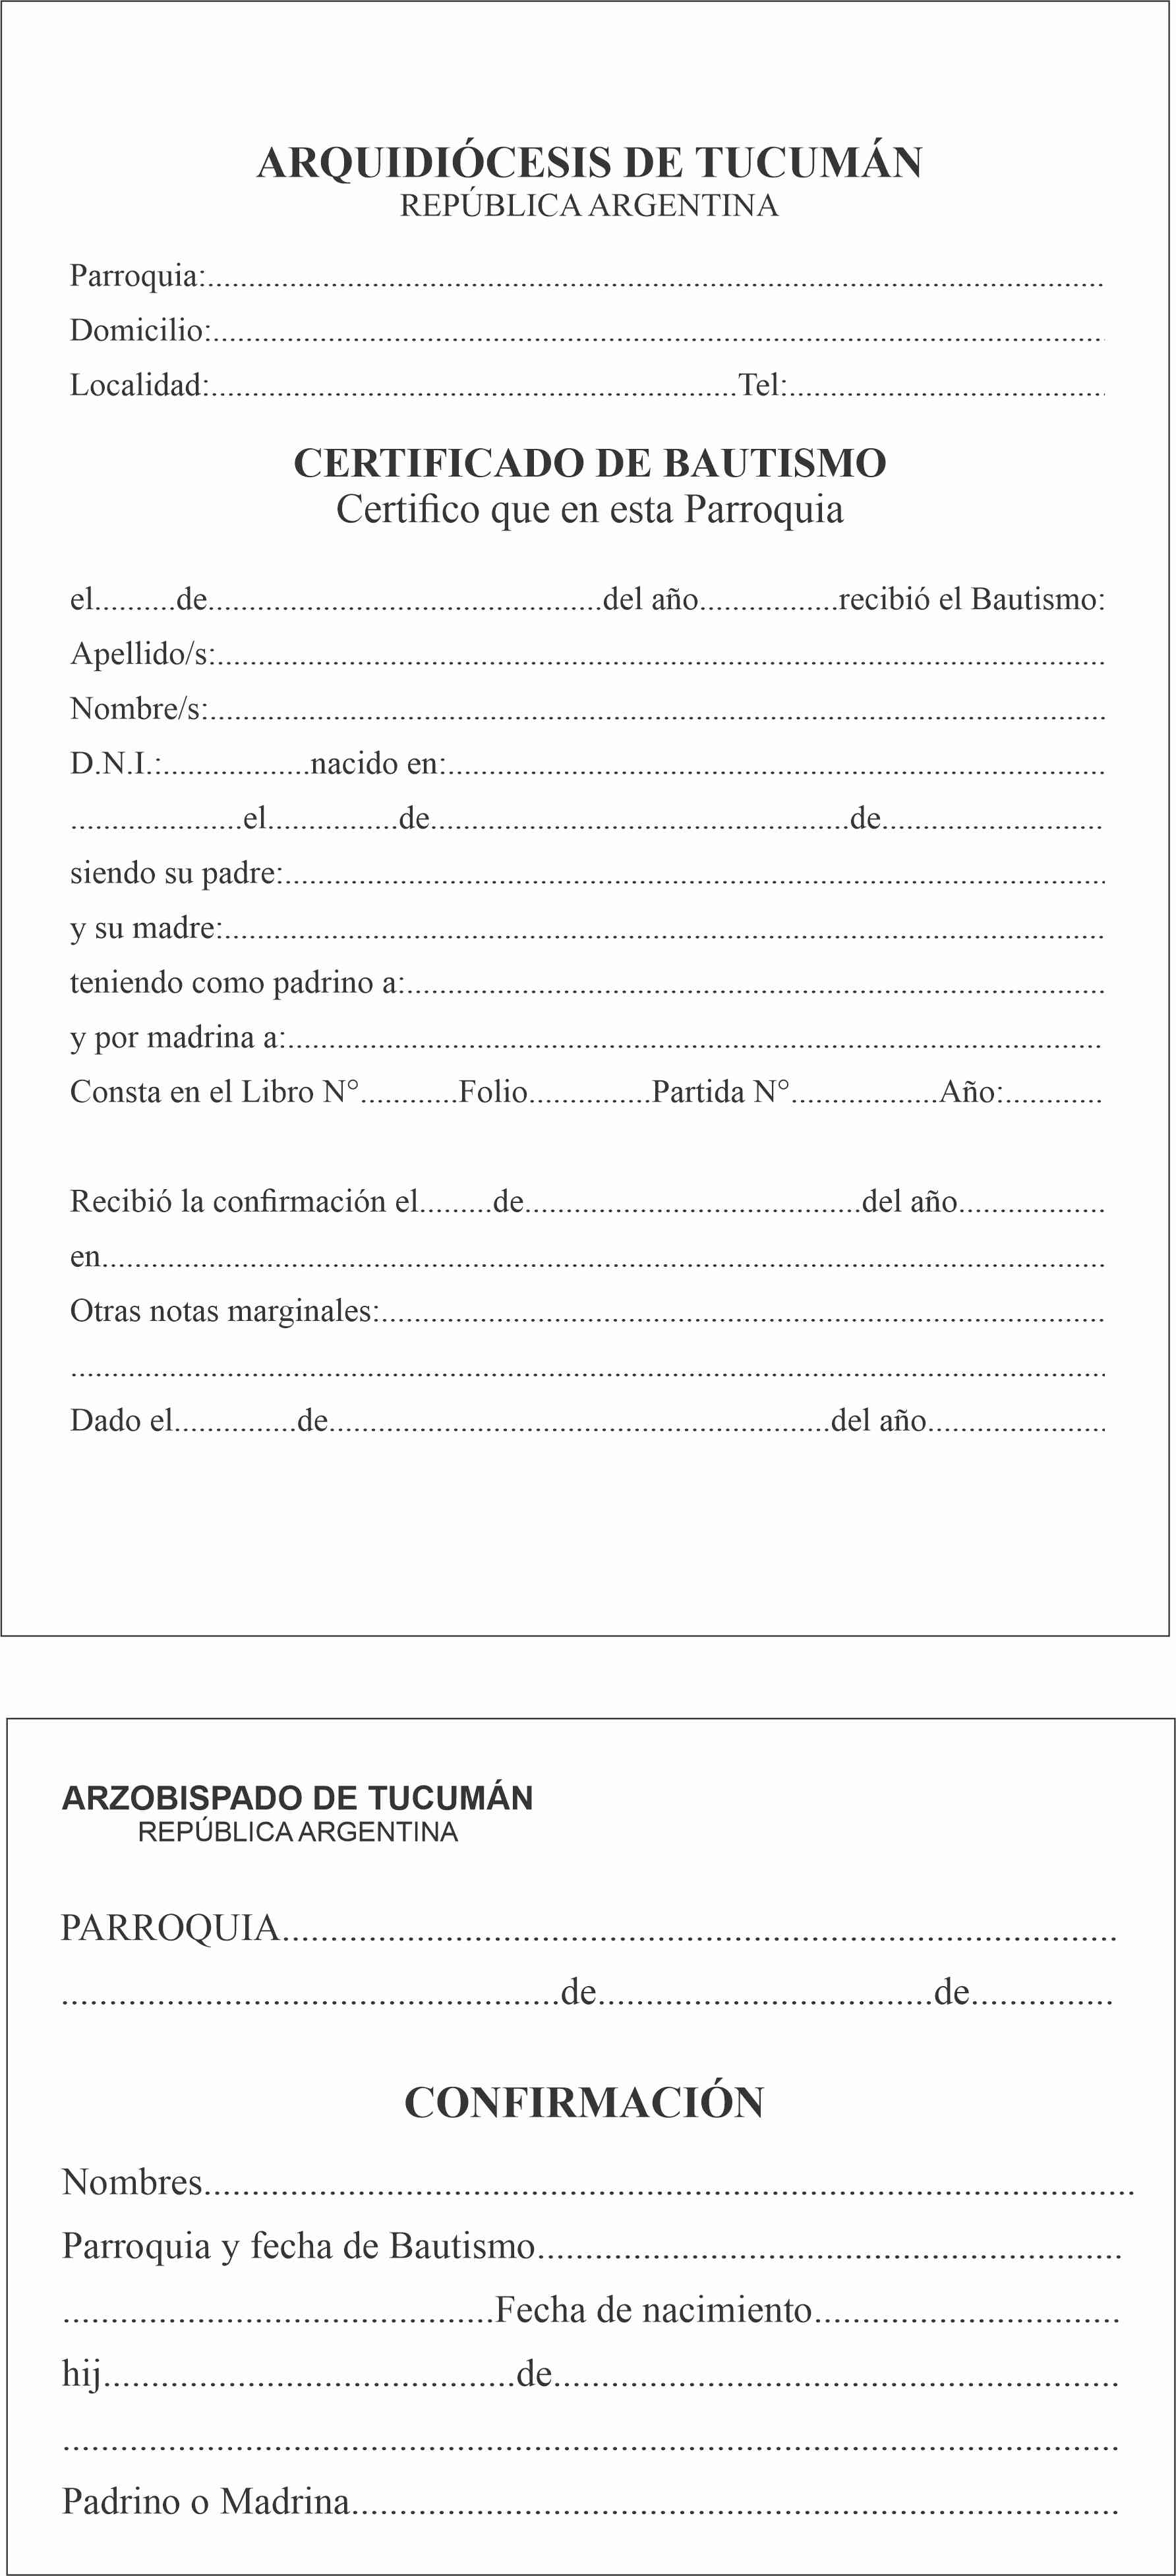 ARQUIDIÓCESIS DE TUCUMÁN
REPÚBLICA ARGENTINA
Parroquia:..........................................................................................................
Domicilio:..........................................................................................................
Localidad:...............................................................Tel:......................................
CERTIFICADO DE BAUTISMO
Certifico que en esta Parroquia
el..........de................................................del año.................recibió el Bautismo:
Apellido/s:..........................................................................................................
Nombre/s:..........................................................................................................
D.N.I.:..................nacido en:................................................................................
.....................el................de...................................................de...........................
siendo su padre:...................................................................................................
y su madre:..........................................................................................................
teniendo como padrino a:.....................................................................................
y por madrina a:...................................................................................................
Consta en el Libro N°............Folio...............Partida N°..................Año:............
Recibió la confirmación el.........de.........................................del año..................
en..........................................................................................................................
Otras notas marginales:........................................................................................
..............................................................................................................................
Dado el...............de.............................................................del año......................
ARZOBISPADO DE TUCUMÁN
REPÚBLICA ARGENTINA
PARROQUIA.......................................................................................
....................................................de...................................de...............
CONFIRMACIÓN
Nombres.................................................................................................
Parroquia y fecha de Bautismo.............................................................
.............................................Fecha de nacimiento................................
hij...........................................de...........................................................
..............................................................................................................
Padrino o Madrina................................................................................